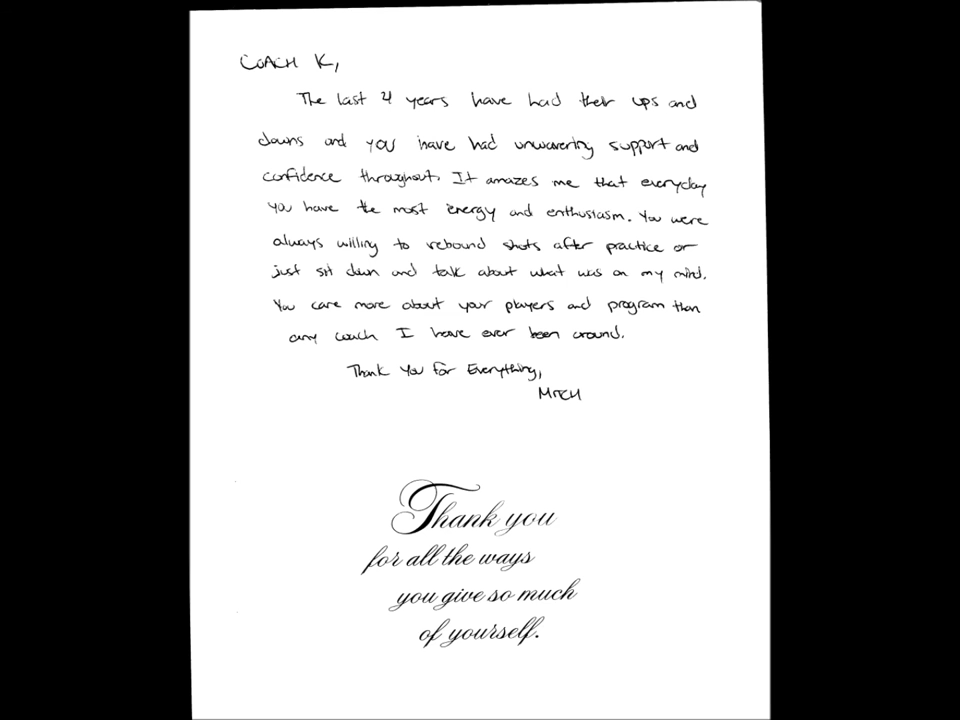 COACH K,
The last 4 years have had their ups and
downs and you have had unwavering support and
confidence throughout. It amazes me that everyday
you have the most energy and enthusiasm. You were
always willing to rebound shots after practice or
just sit down and talk about what was on my mind.
You care more about your players and program than
any coach I have ever been around.
Thank You For Everything,
MITCH
Thank you
for all the ways
you give so much
of yourself.